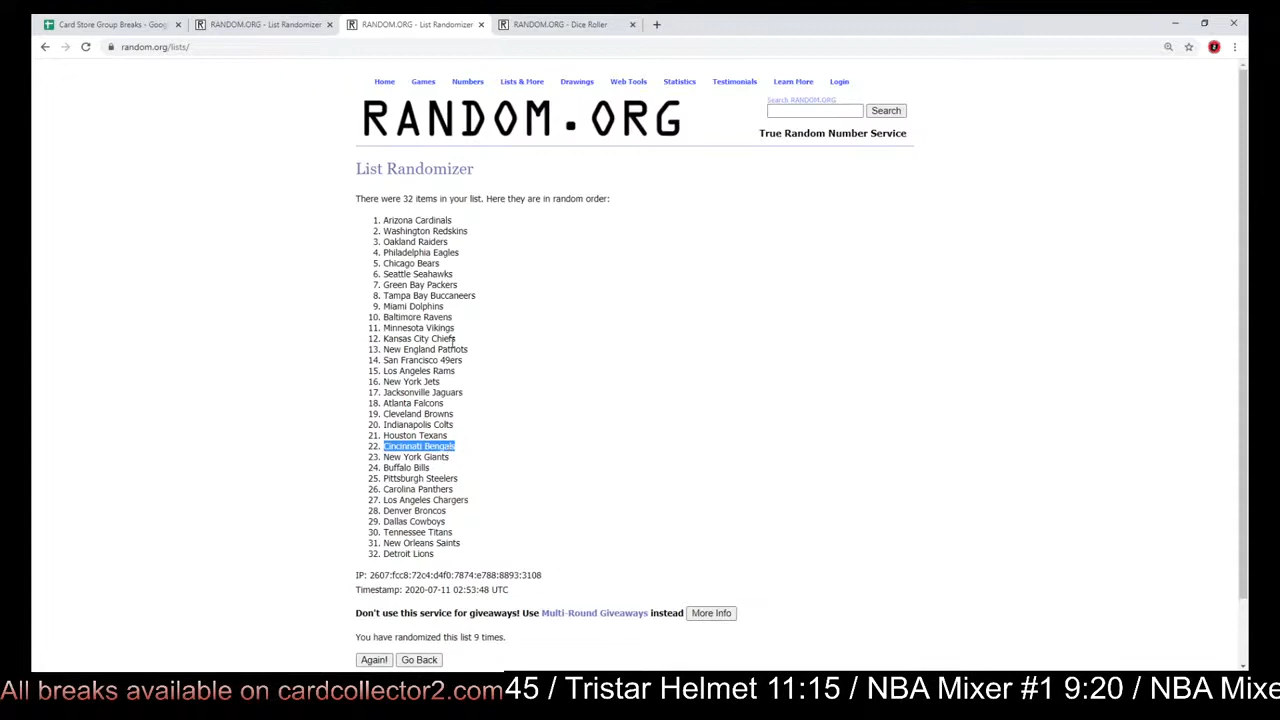 Card Store Group Breaks - Goog
RANDOM.ORG - List Randomizer
RANDOM.ORG - List Randomizer
RANDOM.ORG - Dice Roller
random.org/lists/
Home Games Numbers Lists & More Drawings Web Tools Statistics Testimonials Learn More Login
RANDOM.ORG
Search RANDOM.ORG
Search
True Random Number Service
List Randomizer
There were 32 items in your list. Here they are in random order:
1. Arizona Cardinals
2. Washington Redskins
3. Oakland Raiders
4. Philadelphia Eagles
5. Chicago Bears
6. Seattle Seahawks
7. Green Bay Packers
8. Tampa Bay Buccaneers
9. Miami Dolphins
10. Baltimore Ravens
11. Minnesota Vikings
12. Kansas City Chiefs
13. New England Patriots
14. San Francisco 49ers
15. Los Angeles Rams
16. New York Jets
17. Jacksonville Jaguars
18. Atlanta Falcons
19. Cleveland Browns
20. Indianapolis Colts
21. Houston Texans
22. Cincinnati Bengals
23. New York Giants
24. Buffalo Bills
25. Pittsburgh Steelers
26. Carolina Panthers
27. Los Angeles Chargers
28. Denver Broncos
29. Dallas Cowboys
30. Tennessee Titans
31. New Orleans Saints
32. Detroit Lions
IP: 2607:fcc8:72c4:d4f0:7874:e788:8893:3108
Timestamp: 2020-07-11 02:53:48 UTC
Don't use this service for giveaways! Use Multi-Round Giveaways instead More Info
You have randomized this list 9 times.
Again! Go Back
All breaks available on cardcollector2.com 45 / Tristar Helmet 11:15 / NBA Mixer #1 9:20 / NBA Mixe